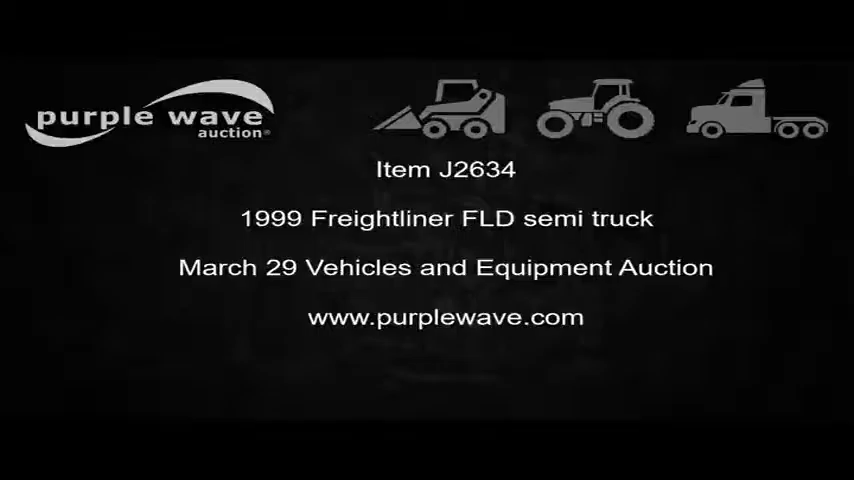 purple wave
auction®
Item J2634
1999 Freightliner FLD semi truck
March 29 Vehicles and Equipment Auction
www.purplewave.com